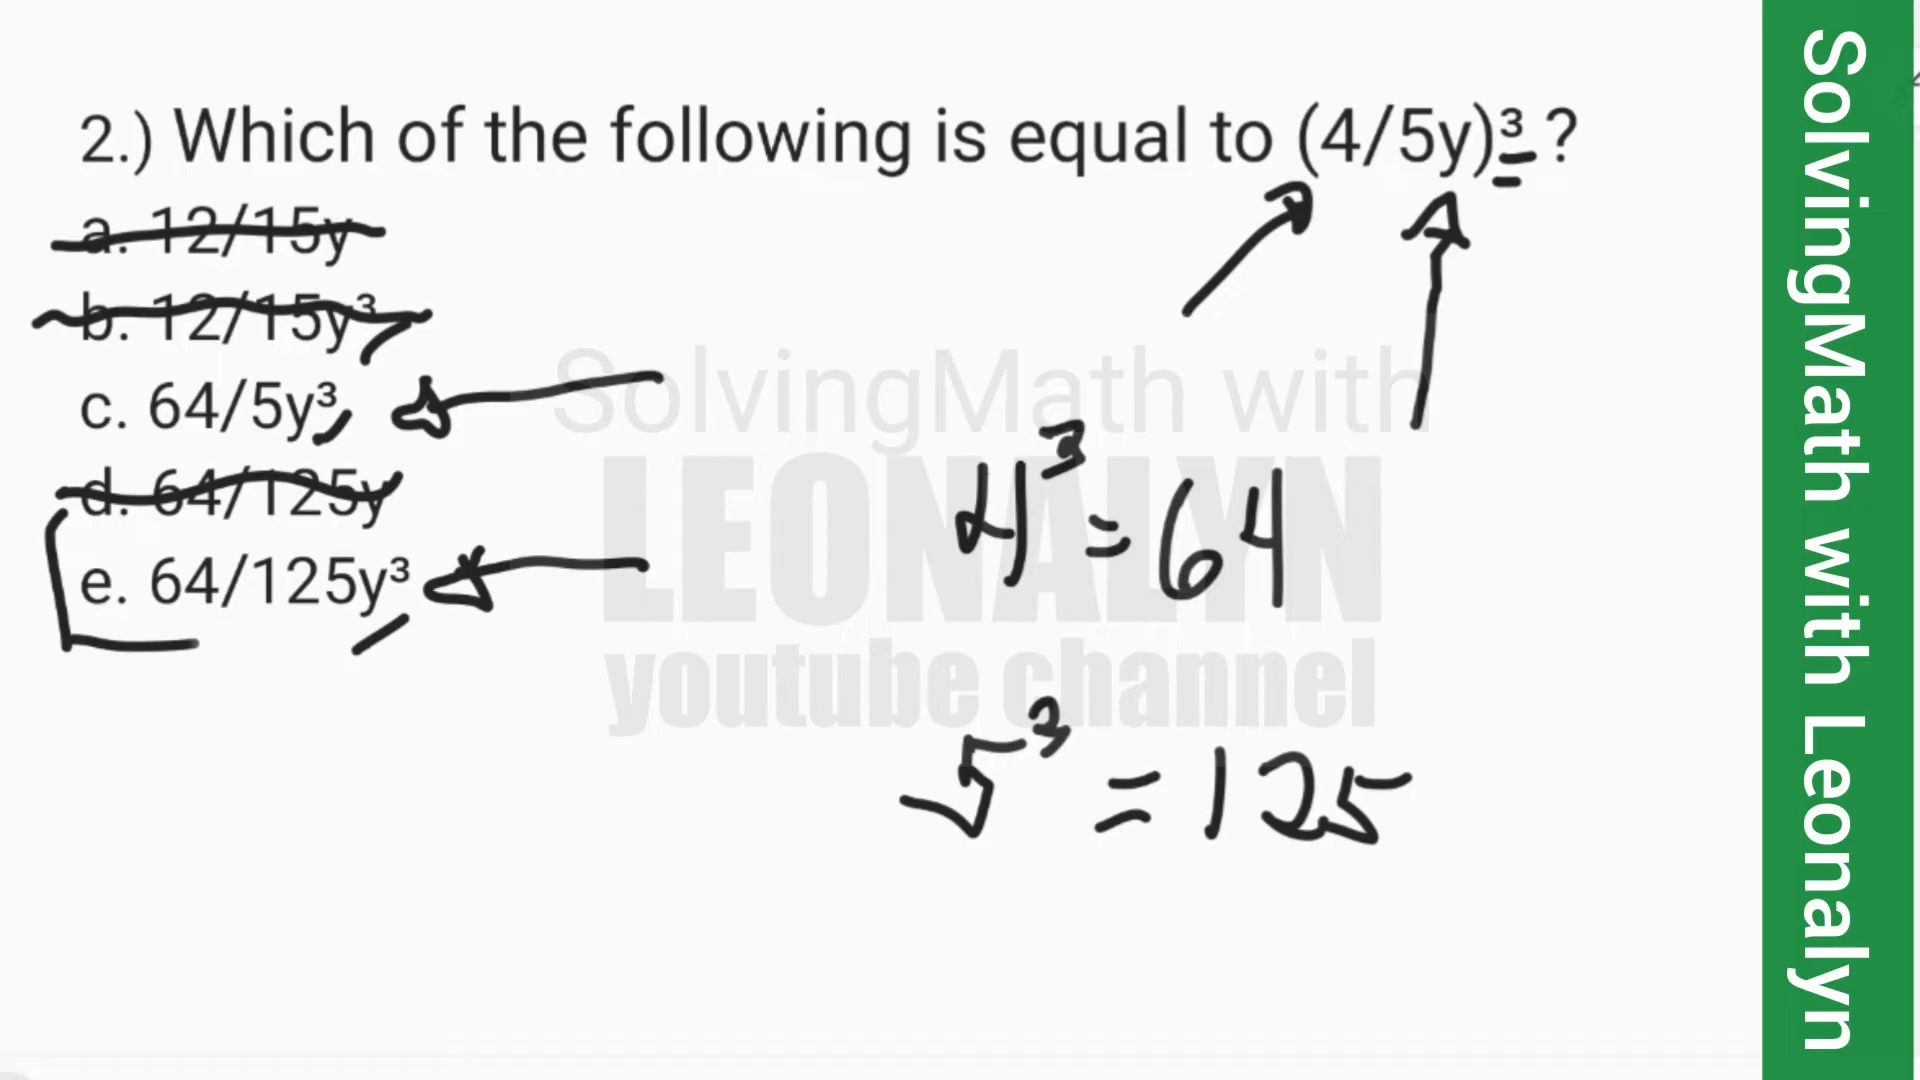 2.) Which of the following is equal to (4/5y)³ ?
a. 12/15y
b. 12/15y³
c. 64/5y³
d. 64/125y
e. 64/125y³
4³ = 64
5³ = 125
SolvingMath with
LEONALYN
youtube channel
SolvingMath with Leonalyn